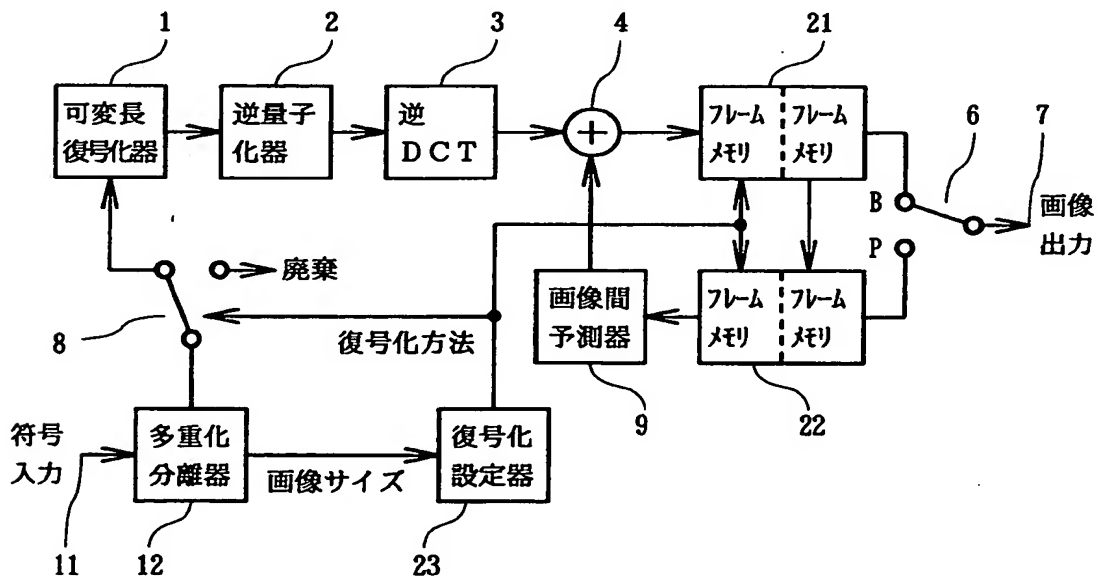 1
2
3
4
21
6
7
可変長
復号化器
逆量子
化器
逆
DCT
+
フレーム
メモリ
フレーム
メモリ
B
P
画像
出力
廃棄
8
復号化方法
画像間
予測器
9
フレーム
メモリ
フレーム
メモリ
22
符号
入力
11
多重化
分離器
12
画像サイズ
復号化
設定器
23